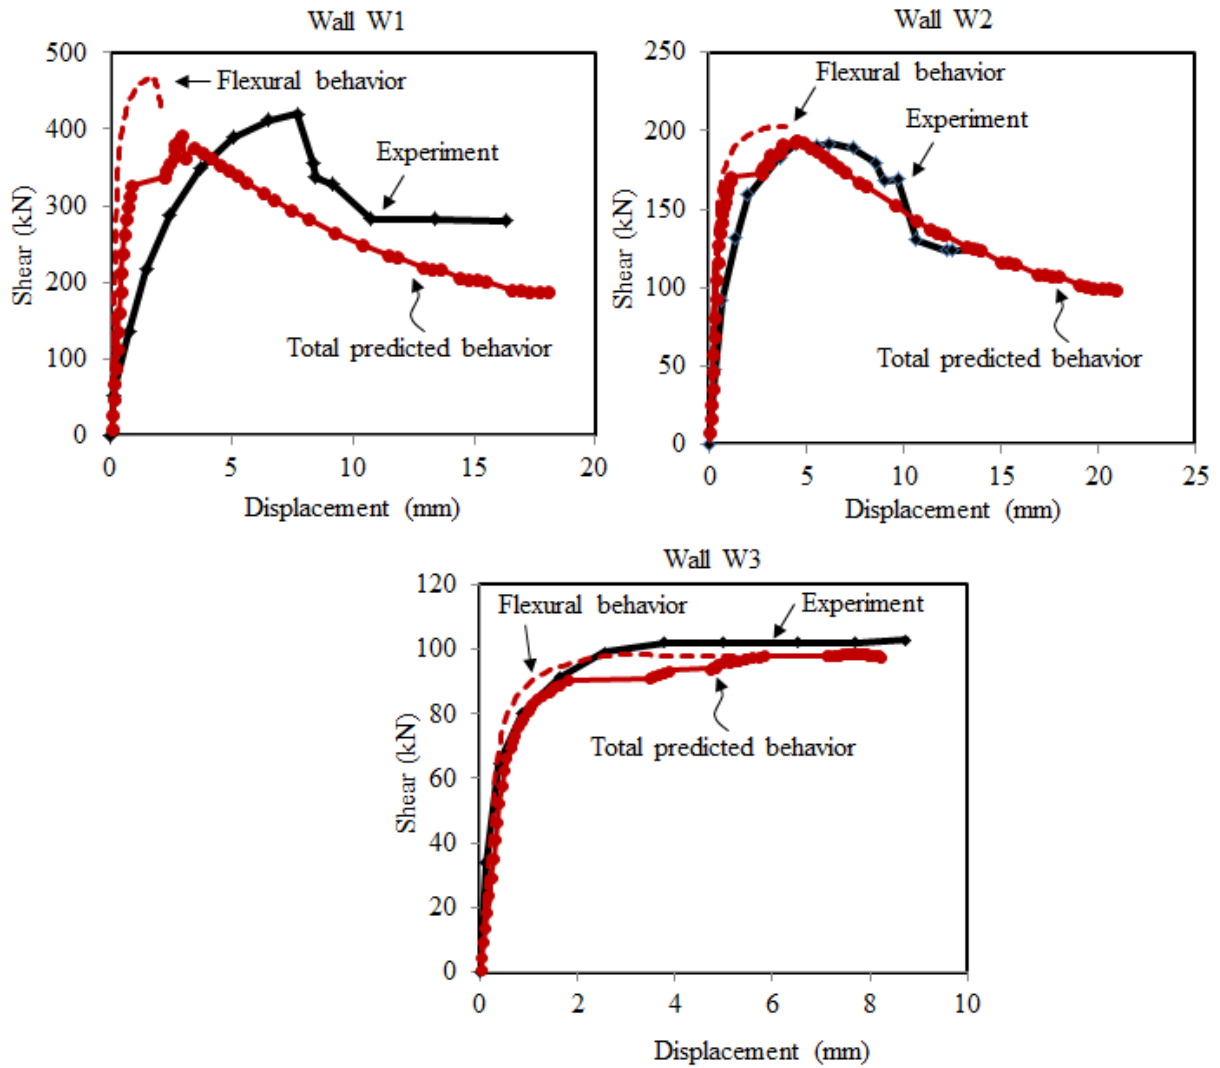 Wall W1
500
400
300
200
100
0
Shear (kN)
Flexural behavior
Experiment
Total predicted behavior
0 5 10 15 20
Displacement (mm)
Wall W2
250
200
150
100
50
0
Shear (kN)
Flexural behavior
Experiment
Total predicted behavior
0 5 10 15 20 25
Displacement (mm)
Wall W3
120
100
80
60
40
20
0
Shear (kN)
Flexural behavior
Experiment
Total predicted behavior
0 2 4 6 8 10
Displacement (mm)